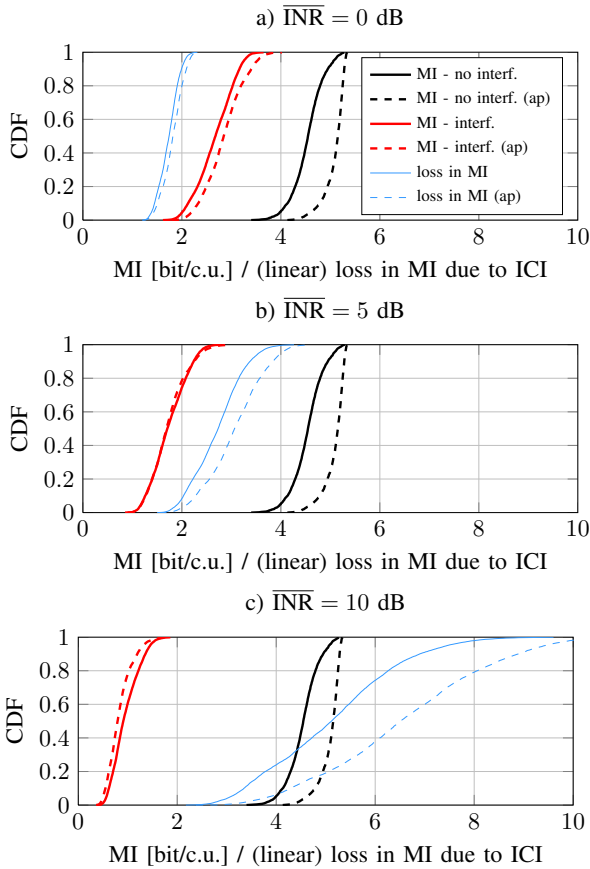 a) INR = 0 dB
1
0.8
0.6
0.4
0.2
0
CDF
MI - no interf.
MI - no interf. (ap)
MI - interf.
MI - interf. (ap)
loss in MI
loss in MI (ap)
0 2 4 6 8 10
MI [bit/c.u.] / (linear) loss in MI due to ICI
b) INR = 5 dB
1
0.8
0.6
0.4
0.2
0
CDF
0 2 4 6 8 10
MI [bit/c.u.] / (linear) loss in MI due to ICI
c) INR = 10 dB
1
0.8
0.6
0.4
0.2
0
CDF
0 2 4 6 8 10
MI [bit/c.u.] / (linear) loss in MI due to ICI